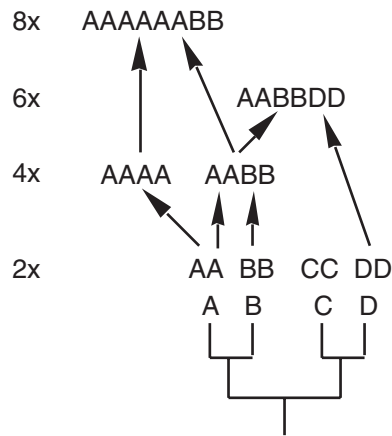 8x AAAAAABB
6x AABBDD
4x AAAA AABB
2x AA BB CC DD
A B C D